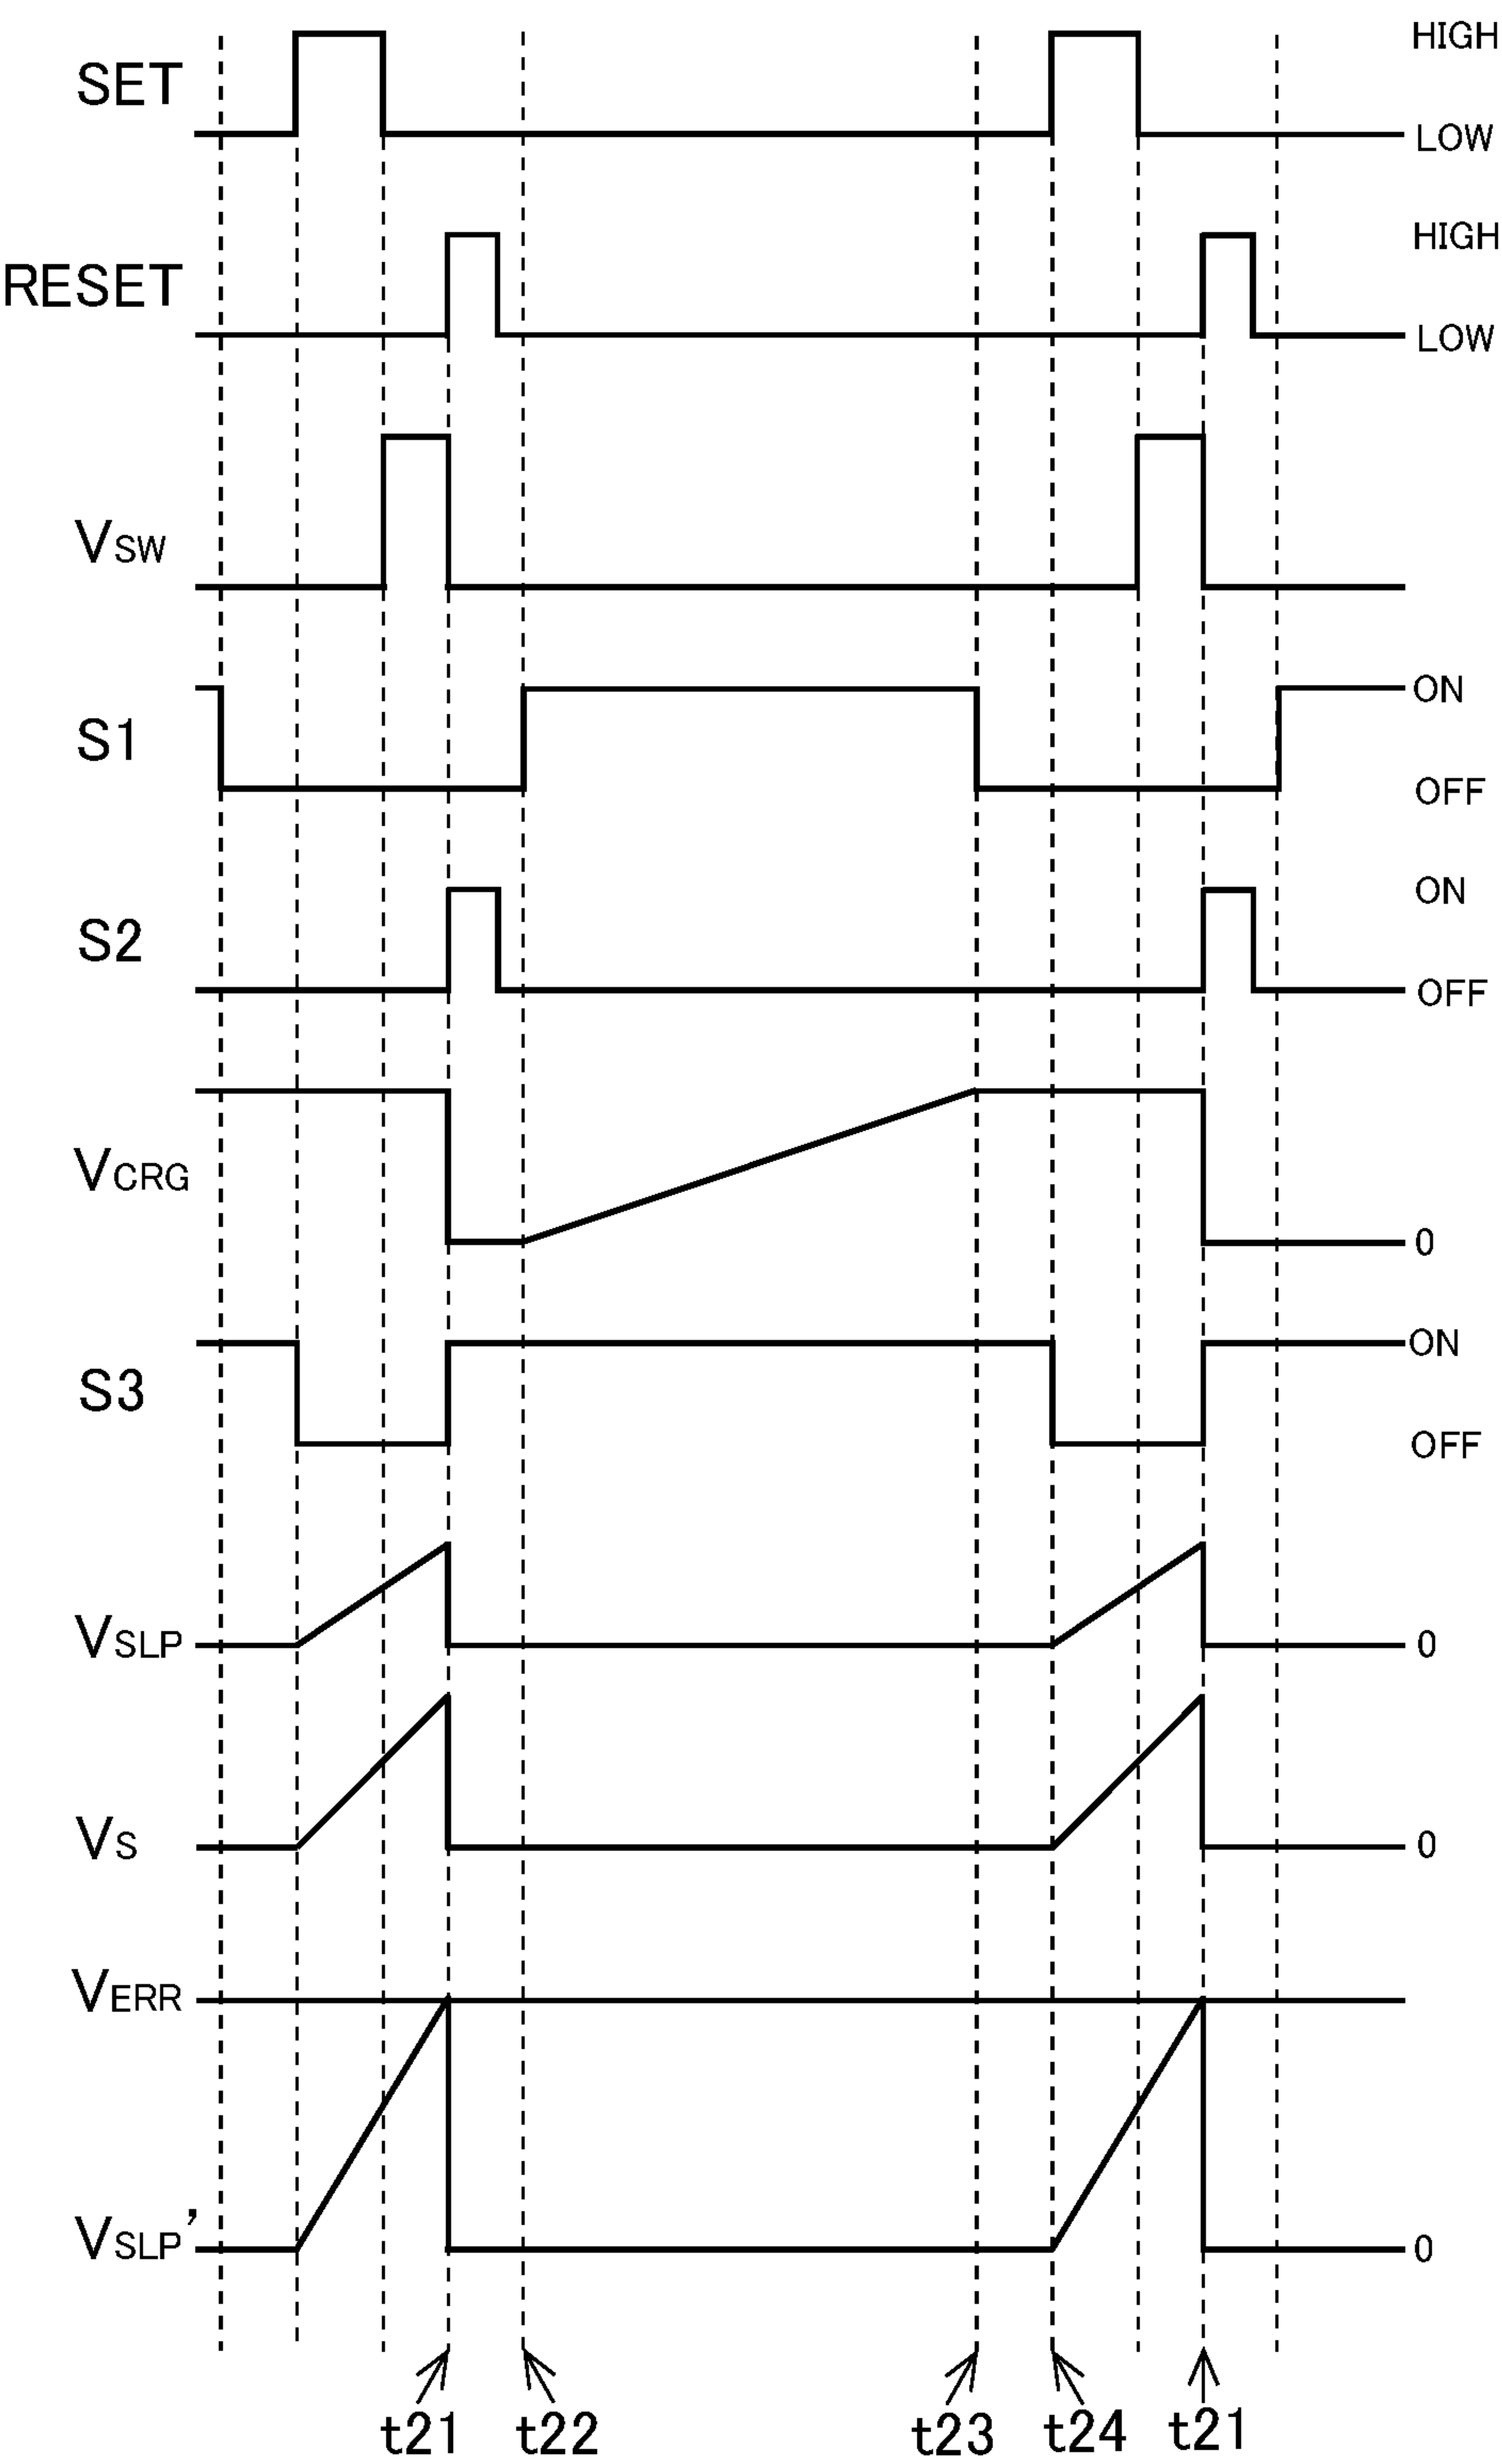 HIGH
SET
LOW
HIGH
RESET
LOW
VSW
ON
S1
OFF
ON
S2
OFF
VCRG
0
ON
S3
OFF
VSLP
0
VS
0
VERR
VSLP'
0
t21 t22 t23 t24 t21